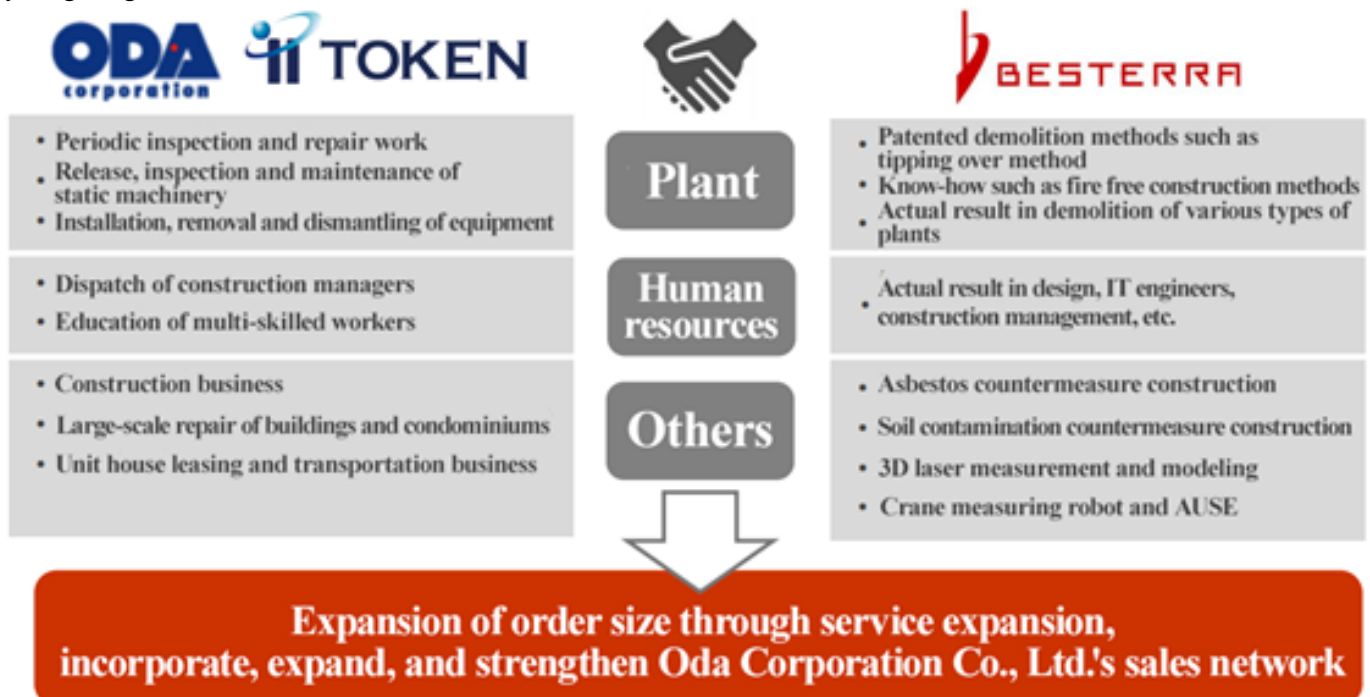 ODA
corporation
TOKEN
BESTERRA
• Periodic inspection and repair work
• Release, inspection and maintenance of
static machinery
• Installation, removal and dismantling of equipment
Plant
• Patented demolition methods such as
tipping over method
• Know-how such as fire free construction methods
• Actual result in demolition of various types of
plants
• Dispatch of construction managers
• Education of multi-skilled workers
Human
resources
• Actual result in design, IT engineers,
construction management, etc.
• Construction business
• Large-scale repair of buildings and condominiums
• Unit house leasing and transportation business
Others
• Asbestos countermeasure construction
• Soil contamination countermeasure construction
• 3D laser measurement and modeling
• Crane measuring robot and AUSE
Expansion of order size through service expansion,
incorporate, expand, and strengthen Oda Corporation Co., Ltd.'s sales network